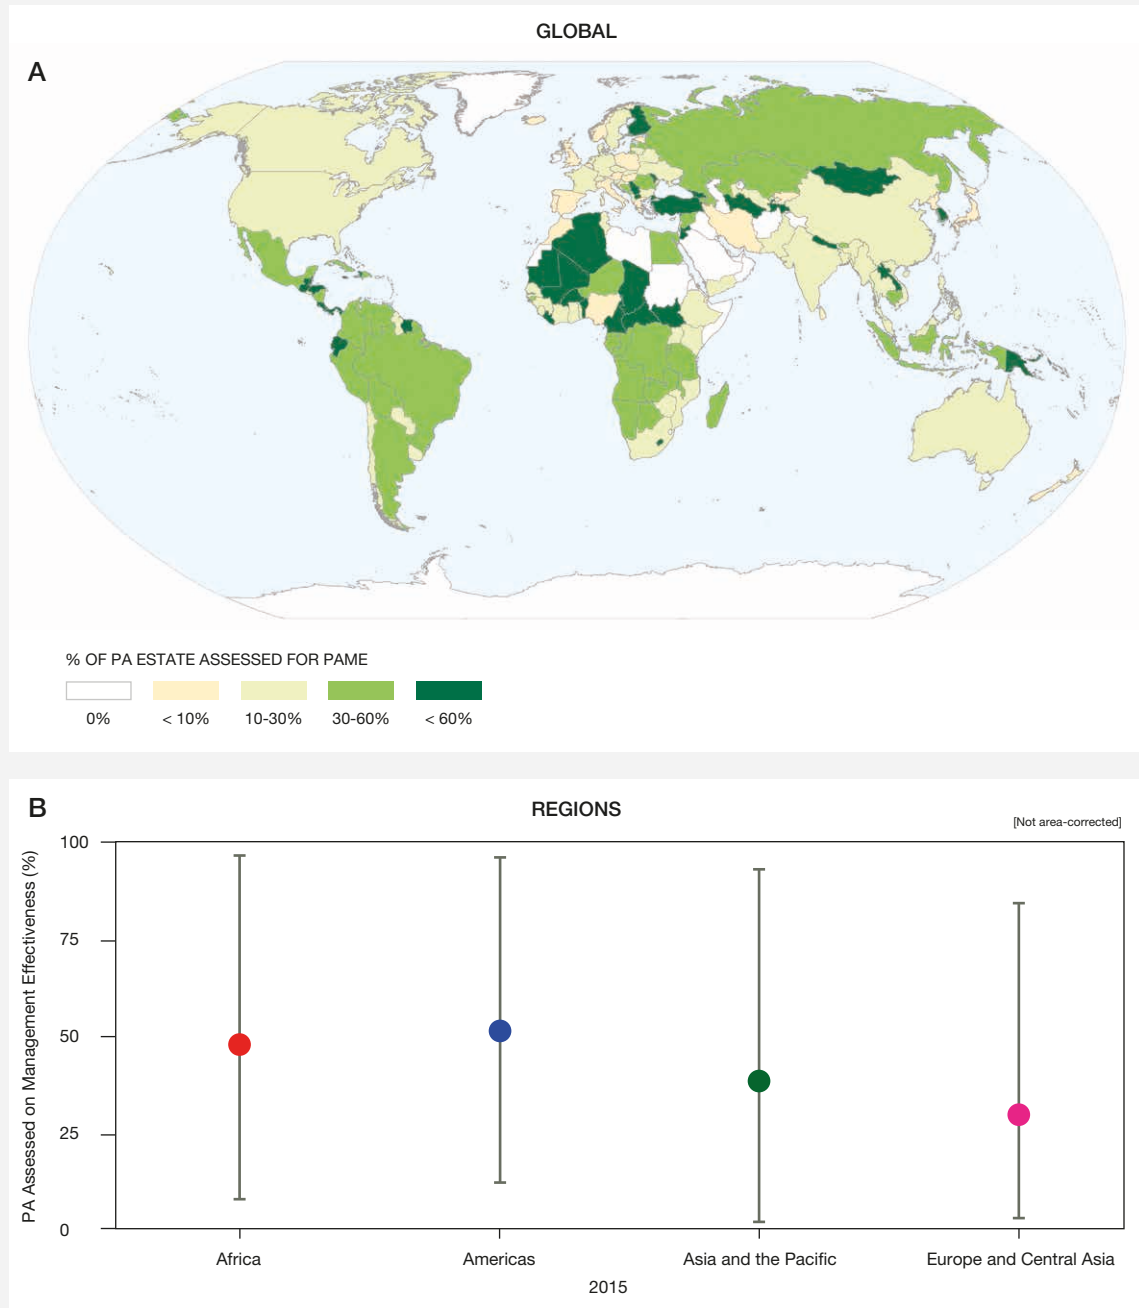 GLOBAL
A
% OF PA ESTATE ASSESSED FOR PAME
0%
< 10%
10-30%
30-60%
< 60%
B
REGIONS
[Not area-corrected]
PA Assessed on Management Effectiveness (%)
100
75
50
25
0
Africa
Americas
Asia and the Pacific
Europe and Central Asia
2015